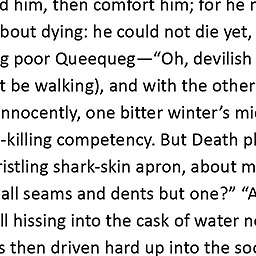 d him, then comfort him; for he
bout dying: he could not die yet,
g poor Queequeg—“Oh, devilish
t be walking), and with the other
nnocently, one bitter winter’s mi
-killing competency. But Death pl
ristling shark-skin apron, about m
all seams and dents but one?” “A
ll hissing into the cask of water n
s then driven hard up into the so